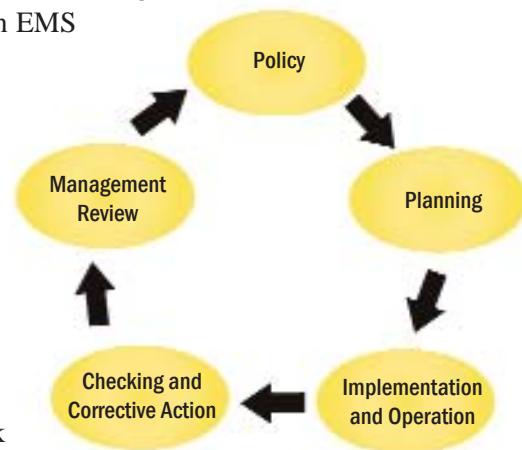 EMS
Policy
Planning
Implementation
and Operation
Checking and
Corrective Action
Management
Review